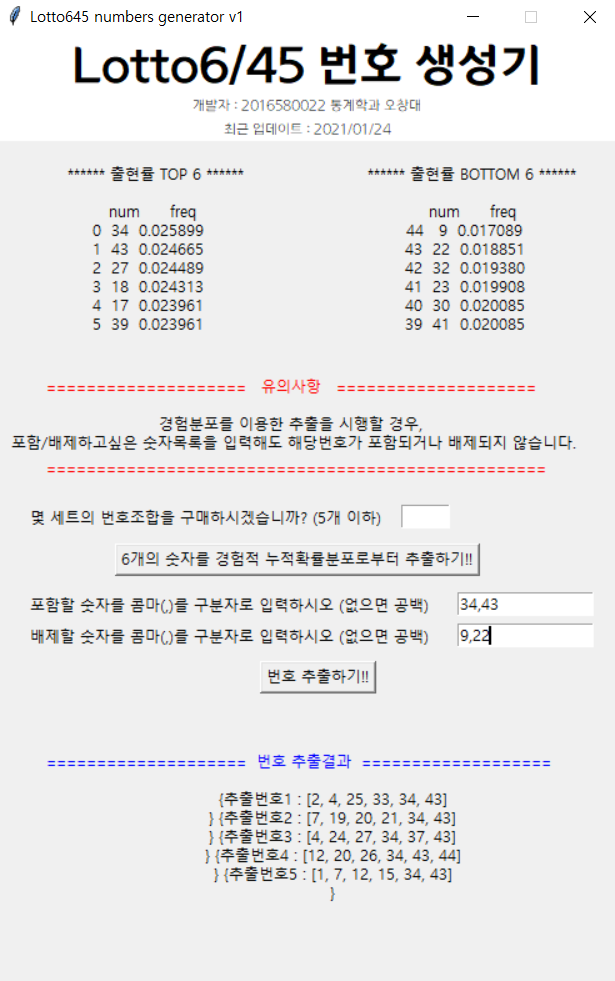 Lotto645 numbers generator v1
Lotto6/45 번호 생성기
개발자 : 2016580022 통계학과 오창대
최근 업데이트 : 2021/01/24
****** 출현률 TOP 6 ******
num freq
0 34 0.025899
1 43 0.024665
2 27 0.024489
3 18 0.024313
4 17 0.023961
5 39 0.023961
****** 출현률 BOTTOM 6 ******
num freq
44 9 0.017089
43 22 0.018851
42 32 0.019380
41 23 0.019908
40 30 0.020085
39 41 0.020085
==================== 유의사항 ====================
경험분포를 이용한 추출을 시행할 경우,
포함/배제하고싶은 숫자목록을 입력해도 해당번호가 포함되거나 배제되지 않습니다.
==================================================
몇 세트의 번호조합을 구매하시겠습니까? (5개 이하)
6개의 숫자를 경험적 누적확률분포로부터 추출하기!!
포함할 숫자를 콤마(,)를 구분자로 입력하시오 (없으면 공백) 34,43
배제할 숫자를 콤마(,)를 구분자로 입력하시오 (없으면 공백) 9,22
번호 추출하기!!
==================== 번호 추출결과 ===================
{추출번호1 : [2, 4, 25, 33, 34, 43]
} {추출번호2 : [7, 19, 20, 21, 34, 43]
} {추출번호3 : [4, 24, 27, 34, 37, 43]
} {추출번호4 : [12, 20, 26, 34, 43, 44]
} {추출번호5 : [1, 7, 12, 15, 34, 43]
}